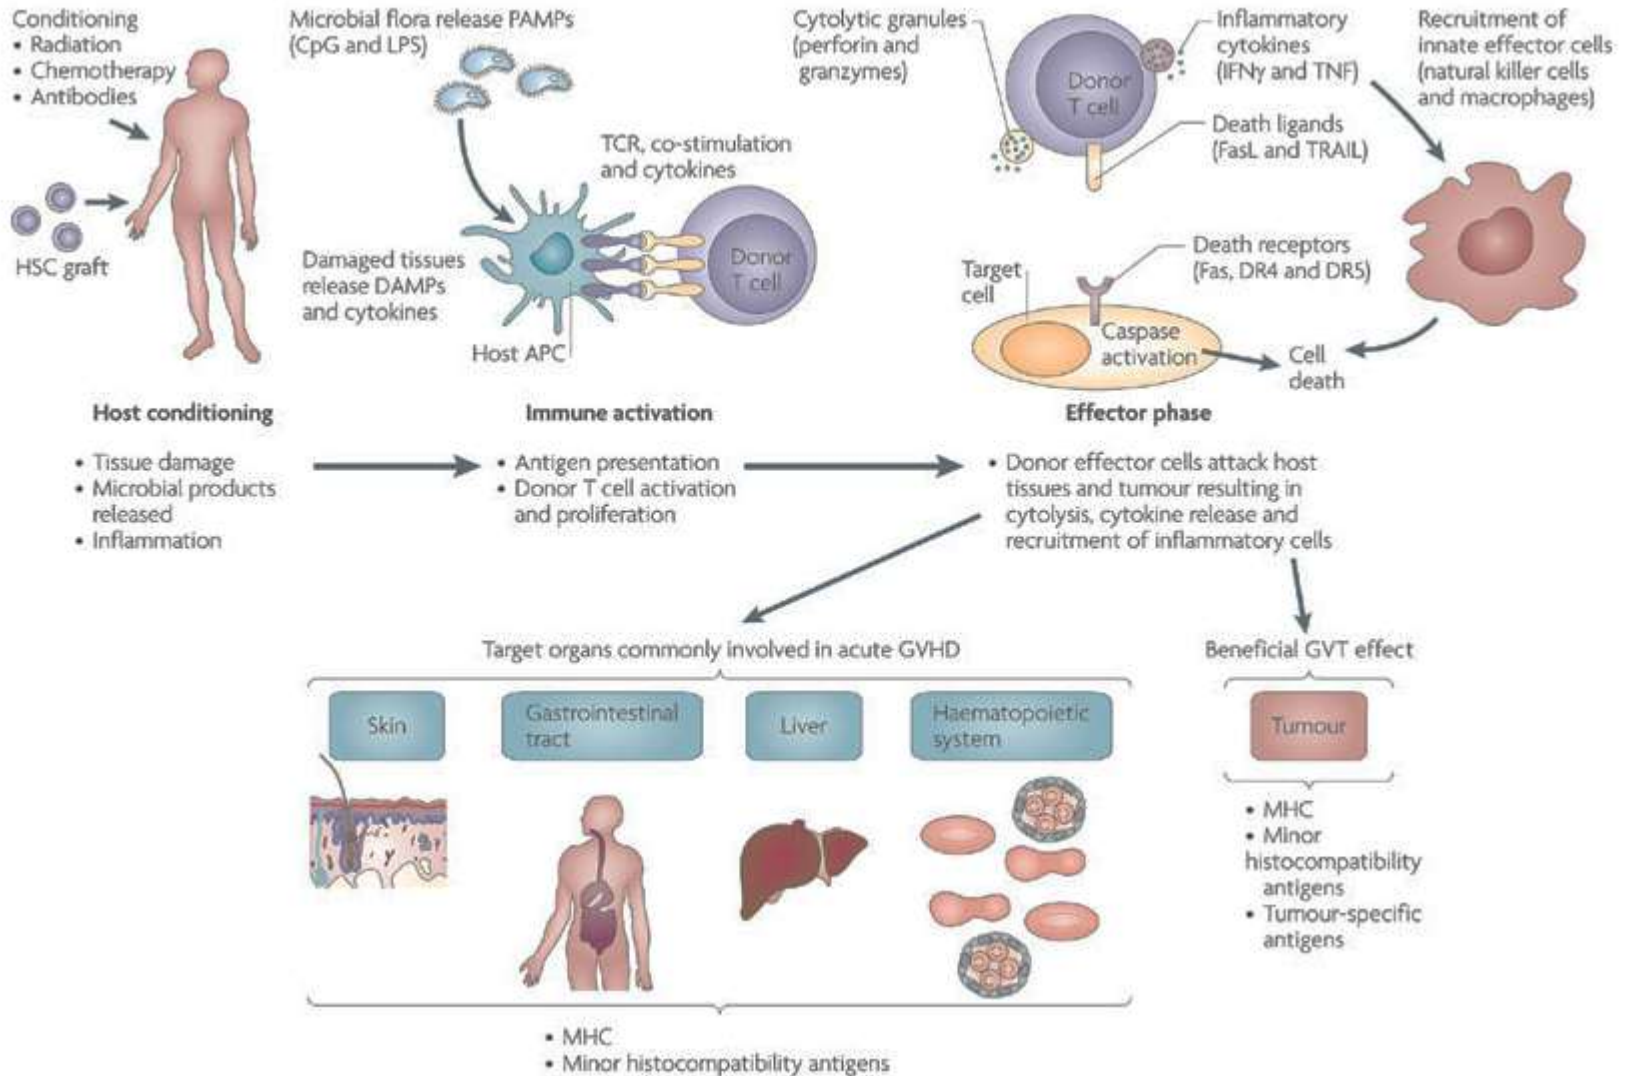 Conditioning
• Radiation
• Chemotherapy
• Antibodies
HSC graft
Microbial flora release PAMPs
(CpG and LPS)
TCR, co-stimulation
and cytokines
Damaged tissues
release DAMPs
and cytokines
Donor
T cell
Host APC
Cytolytic granules
(perforin and
granzymes)
Donor
T cell
Inflammatory
cytokines
(IFNγ and TNF)
Death ligands
(FasL and TRAIL)
Recruitment of
innate effector cells
(natural killer cells
and macrophages)
Target
cell
Death receptors
(Fas, DR4 and DR5)
Caspase
activation
Cell
death
Host conditioning
• Tissue damage
• Microbial products
released
• Inflammation
Immune activation
• Antigen presentation
• Donor T cell activation
and proliferation
Effector phase
• Donor effector cells attack host
tissues and tumour resulting in
cytolysis, cytokine release and
recruitment of inflammatory cells
Target organs commonly involved in acute GVHD
Skin
Gastrointestinal
tract
Liver
Haematopoietic
system
• MHC
• Minor histocompatibility antigens
Beneficial GVT effect
Tumour
• MHC
• Minor
histocompatibility
antigens
• Tumour-specific
antigens